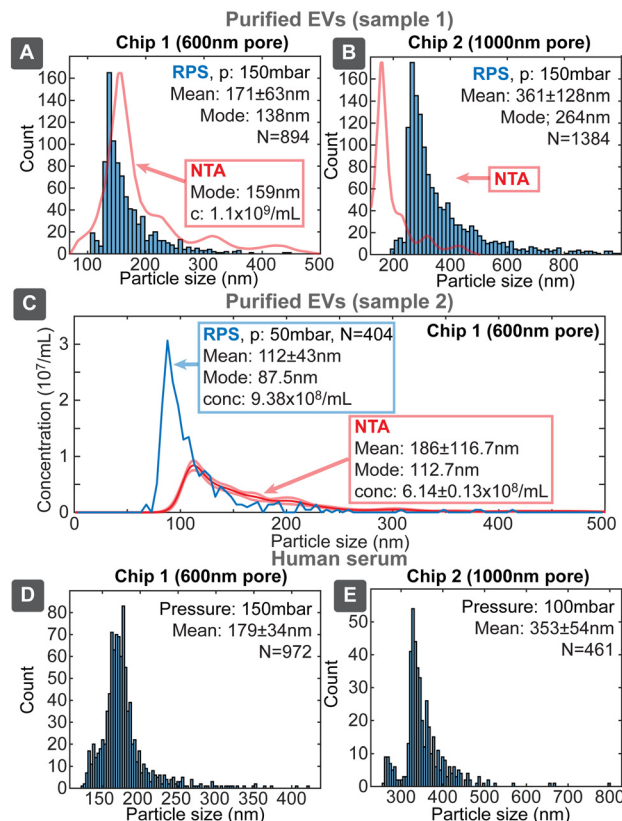 Purified EVs (sample 1)
A
Chip 1 (600nm pore)
RPS, p: 150mbar
Mean: 171±63nm
Mode: 138nm
N=894
NTA
Mode: 159nm
c: 1.1x10⁹/mL
Count
160
140
120
100
80
60
40
20
0
100 200 300 400 500
Particle size (nm)
B
Chip 2 (1000nm pore)
RPS, p: 150mbar
Mean: 361±128nm
Mode; 264nm
N=1384
NTA
Count
160
140
120
100
80
60
40
20
0
200 400 600 800
Particle size (nm)
Purified EVs (sample 2)
C
Chip 1 (600nm pore)
RPS, p: 50mbar, N=404
Mean: 112±43nm
Mode: 87.5nm
conc: 9.38x10⁸/mL
NTA
Mean: 186±116.7nm
Mode: 112.7nm
conc: 6.14±0.13x10⁸/mL
Concentration (10⁷/mL)
3
2
1
0
0 100 200 300 400 500
Particle size (nm)
Human serum
D
Chip 1 (600nm pore)
Pressure: 150mbar
Mean: 179±34nm
N=972
Count
80
70
60
50
40
30
20
10
0
150 200 250 300 350 400
Particle size (nm)
E
Chip 2 (1000nm pore)
Pressure: 100mbar
Mean: 353±54nm
N=461
Count
50
40
30
20
10
0
300 400 500 600 700 800
Particle size (nm)